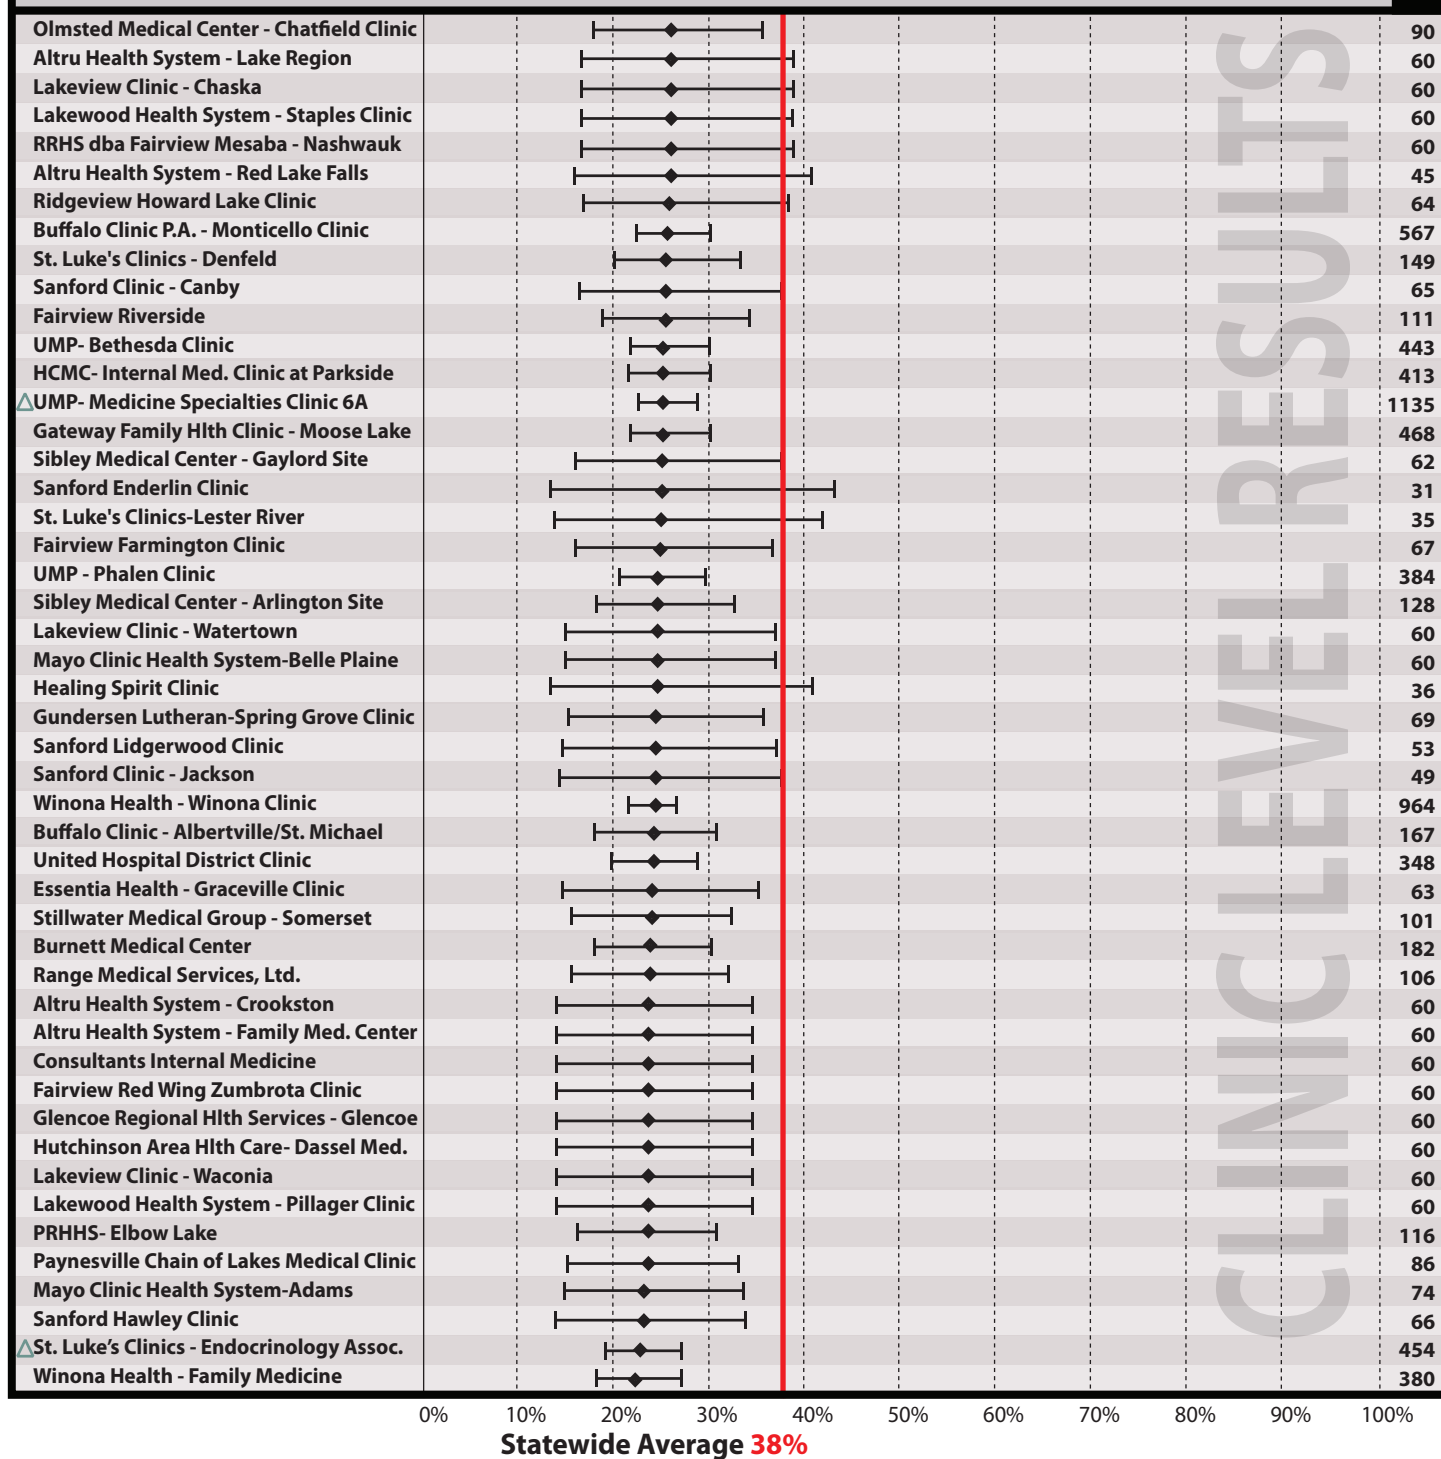 Olmsted Medical Center - Chatfield Clinic 90
Altru Health System - Lake Region 60
Lakeview Clinic - Chaska 60
Lakewood Health System - Staples Clinic 60
RRHS dba Fairview Mesaba - Nashwauk 60
Altru Health System - Red Lake Falls 45
Ridgeview Howard Lake Clinic 64
Buffalo Clinic P.A. - Monticello Clinic 567
St. Luke's Clinics - Denfeld 149
Sanford Clinic - Canby 65
Fairview Riverside 111
UMP- Bethesda Clinic 443
HCMC- Internal Med. Clinic at Parkside 413
△UMP- Medicine Specialties Clinic 6A 1135
Gateway Family Hlth Clinic - Moose Lake 468
Sibley Medical Center - Gaylord Site 62
Sanford Enderlin Clinic 31
St. Luke's Clinics-Lester River 35
Fairview Farmington Clinic 67
UMP - Phalen Clinic 384
Sibley Medical Center - Arlington Site 128
Lakeview Clinic - Watertown 60
Mayo Clinic Health System-Belle Plaine 60
Healing Spirit Clinic 36
Gundersen Lutheran-Spring Grove Clinic 69
Sanford Lidgerwood Clinic 53
Sanford Clinic - Jackson 49
Winona Health - Winona Clinic 964
Buffalo Clinic - Albertville/St. Michael 167
United Hospital District Clinic 348
Essentia Health - Graceville Clinic 63
Stillwater Medical Group - Somerset 101
Burnett Medical Center 182
Range Medical Services, Ltd. 106
Altru Health System - Crookston 60
Altru Health System - Family Med. Center 60
Consultants Internal Medicine 60
Fairview Red Wing Zumbrota Clinic 60
Glencoe Regional Hlth Services - Glencoe 60
Hutchinson Area Hlth Care- Dassel Med. 60
Lakeview Clinic - Waconia 60
Lakewood Health System - Pillager Clinic 60
PRHHS- Elbow Lake 116
Paynesville Chain of Lakes Medical Clinic 86
Mayo Clinic Health System-Adams 74
Sanford Hawley Clinic 66
△St. Luke’s Clinics - Endocrinology Assoc. 454
Winona Health - Family Medicine 380
0% 10% 20% 30% 40% 50% 60% 70% 80% 90% 100%
Statewide Average 38%
CLINIC LEVEL RESULTS